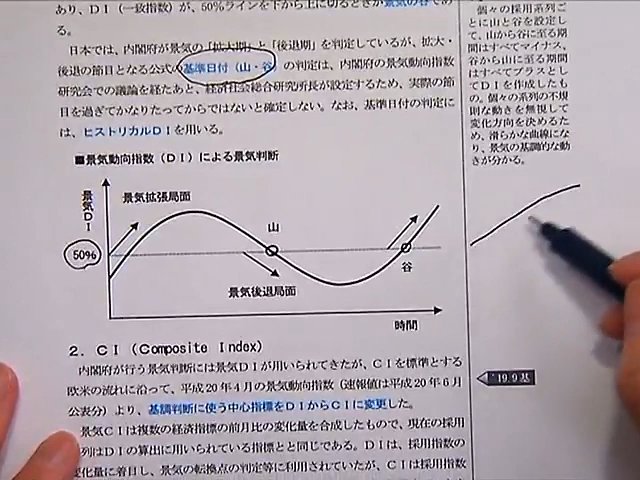 あり、ＤＩ（一致指数）が、50%ラインを下から上に切るときが景気の谷であ
る。
日本では、内閣府が景気の「拡大期」と「後退期」を判定しているが、拡大・
後退の節目となる公式の基準日付（山・谷）の判定は、内閣府の景気動向指数
研究会での議論を経たあと、経済社会総合研究所長が設定するため、実際の節
目を過ぎてかなりたってからではないと確定しない。なお、基準日付の判定に
は、ヒストリカルＤＩを用いる。
■景気動向指数（ＤＩ）による景気判断
景気ＤＩ
景気拡張局面
山
50%
谷
景気後退局面
時間
２．ＣＩ（Composite Index）
内閣府が行う景気判断には景気ＤＩが用いられてきたが、ＣＩを標準とする
欧米の流れに沿って、平成20年４月の景気動向指数（速報値は平成20年６月
公表分）より、基調判断に使う中心指標をＤＩからＣＩに変更した。
景気ＣＩは複数の経済指標の前月比の変化量を合成したもので、現在の採用
列はＤＩの算出に用いられている指標と同じである。ＤＩは、採用指数の
変化量に着目し、景気の転換点の判定等に利用されていたが、ＣＩは採用指数
個々の採用系列ご
とに山と谷を設定し
て、山から谷に至る期
間はすべてマイナス、
谷から山に至る期間
はすべてプラスとし
てＤＩを作成したも
の。個々の系列の不規
則な動きを無視して
変化方向を決めるた
め、滑らかな曲線にな
り、景気の基調的な動
きが分かる。
'19.9基